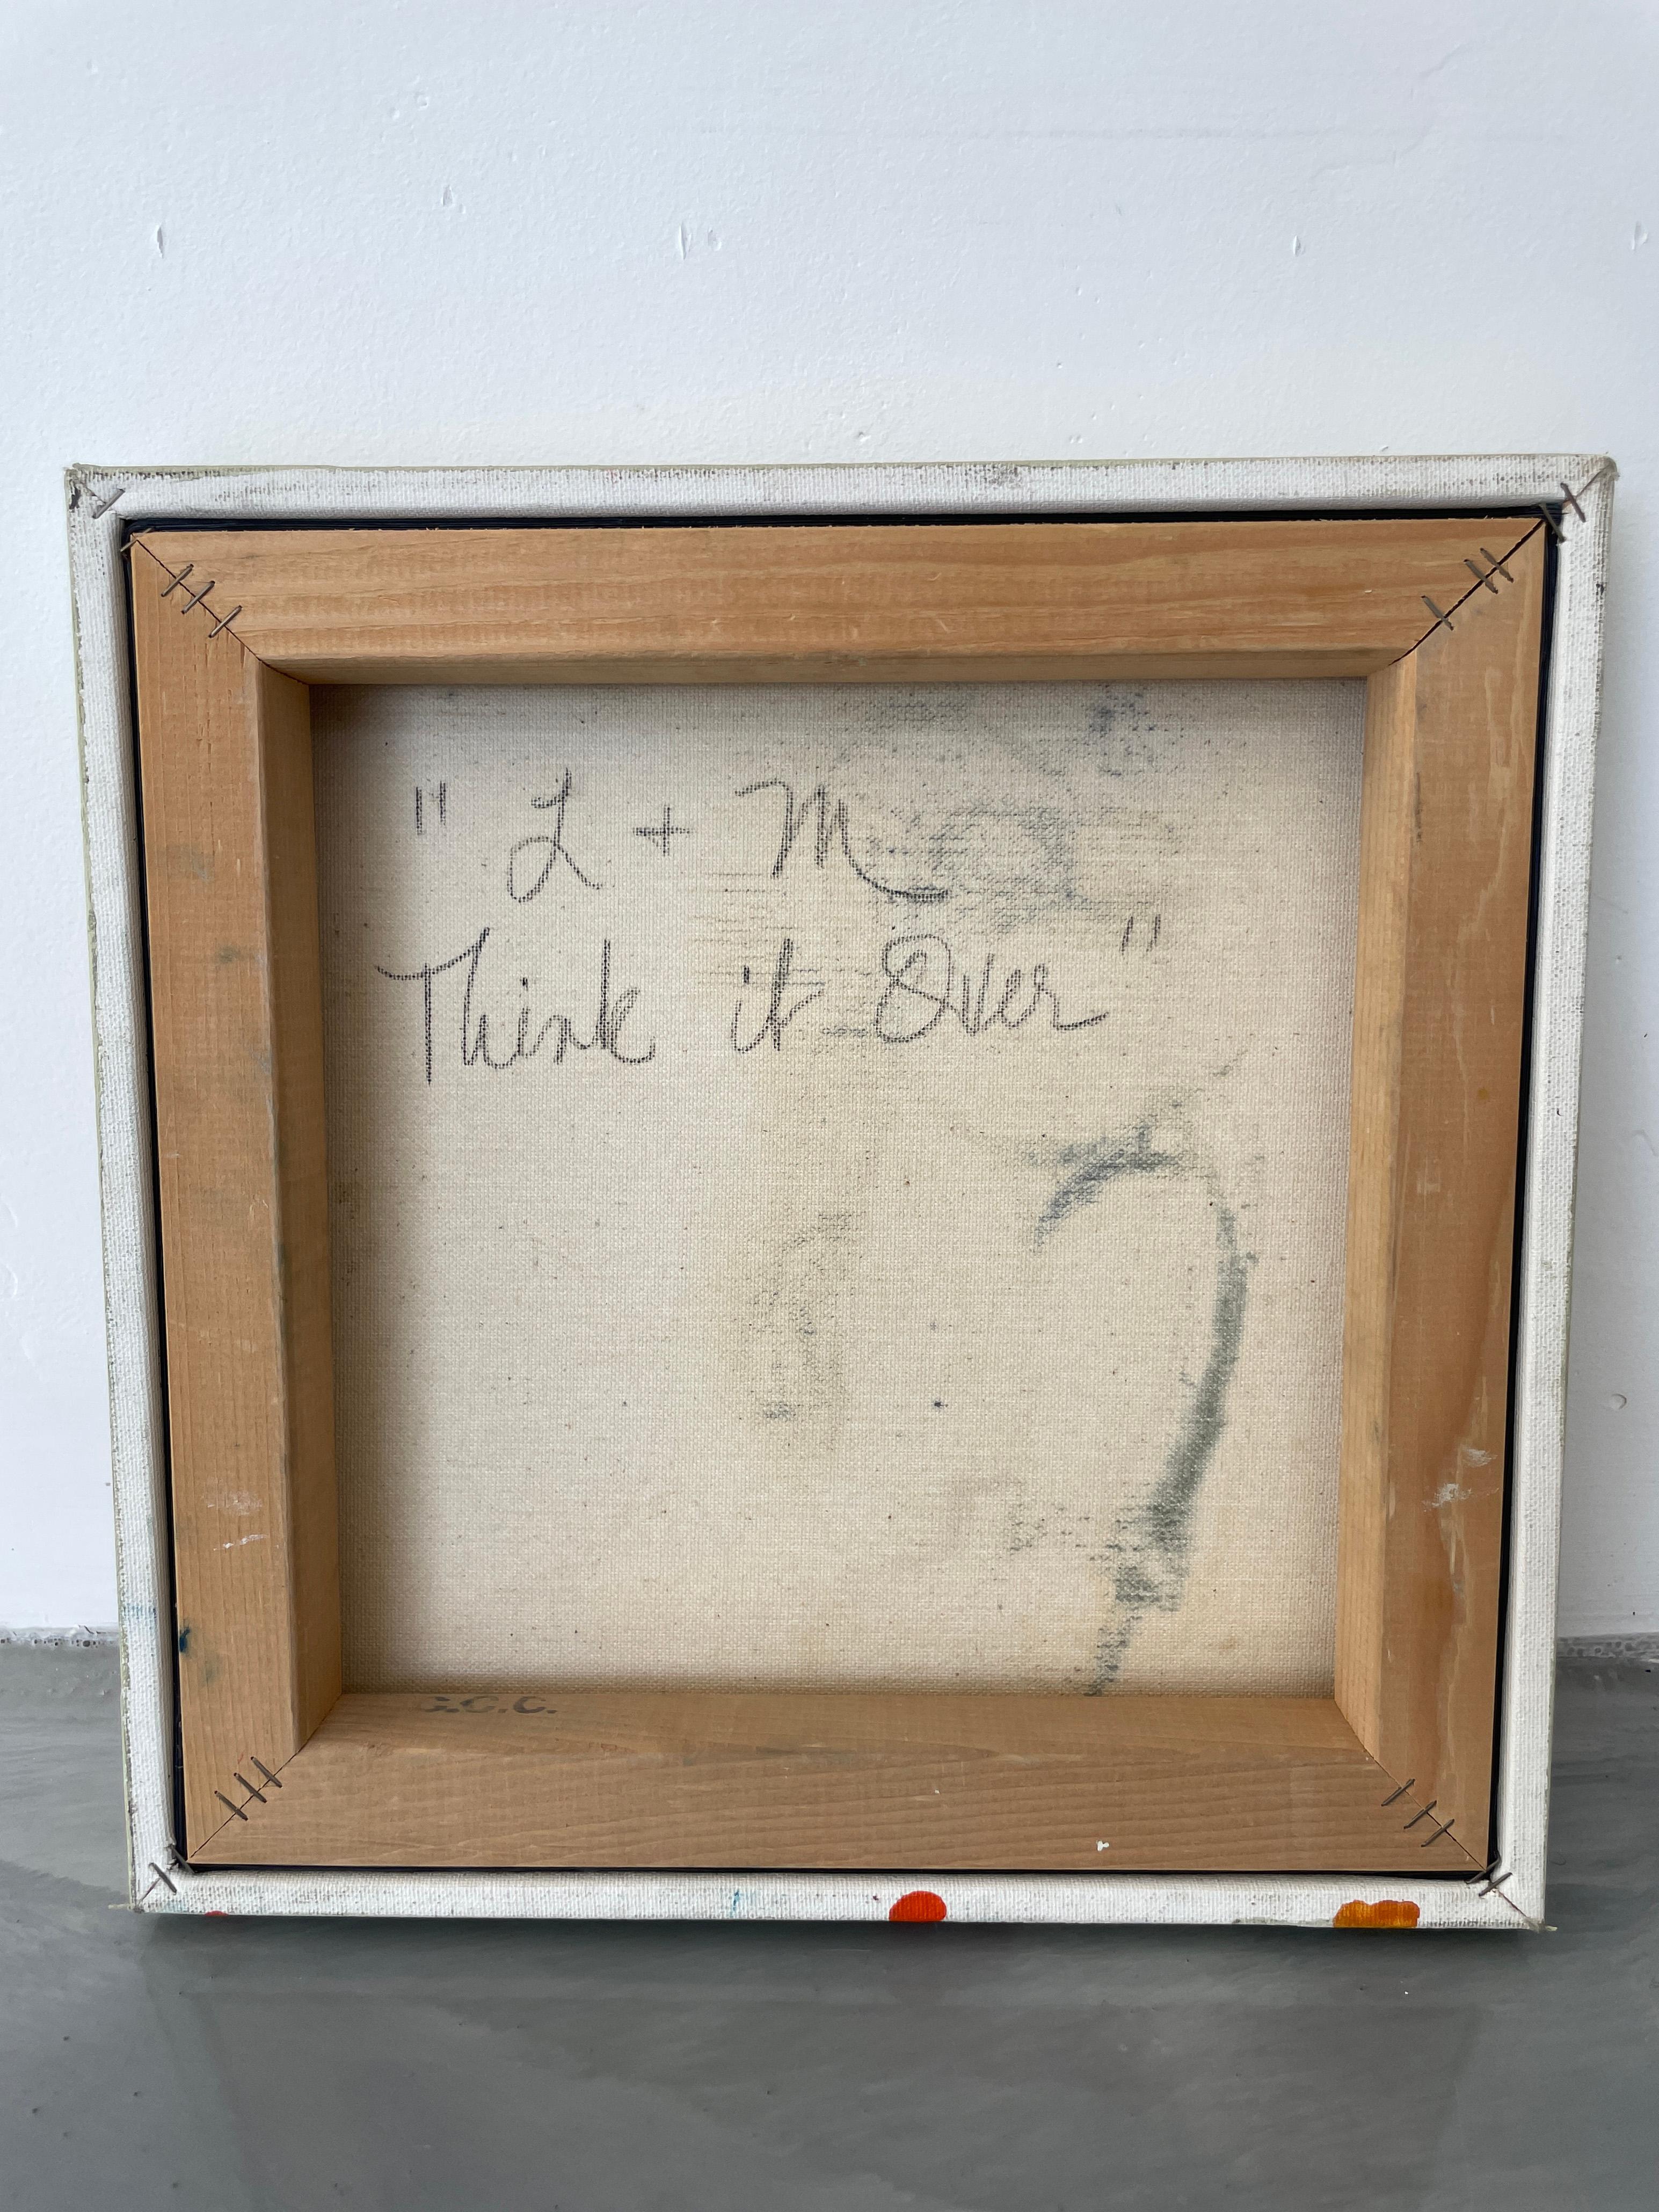 " L + M
Think it Over "
G.C.C.